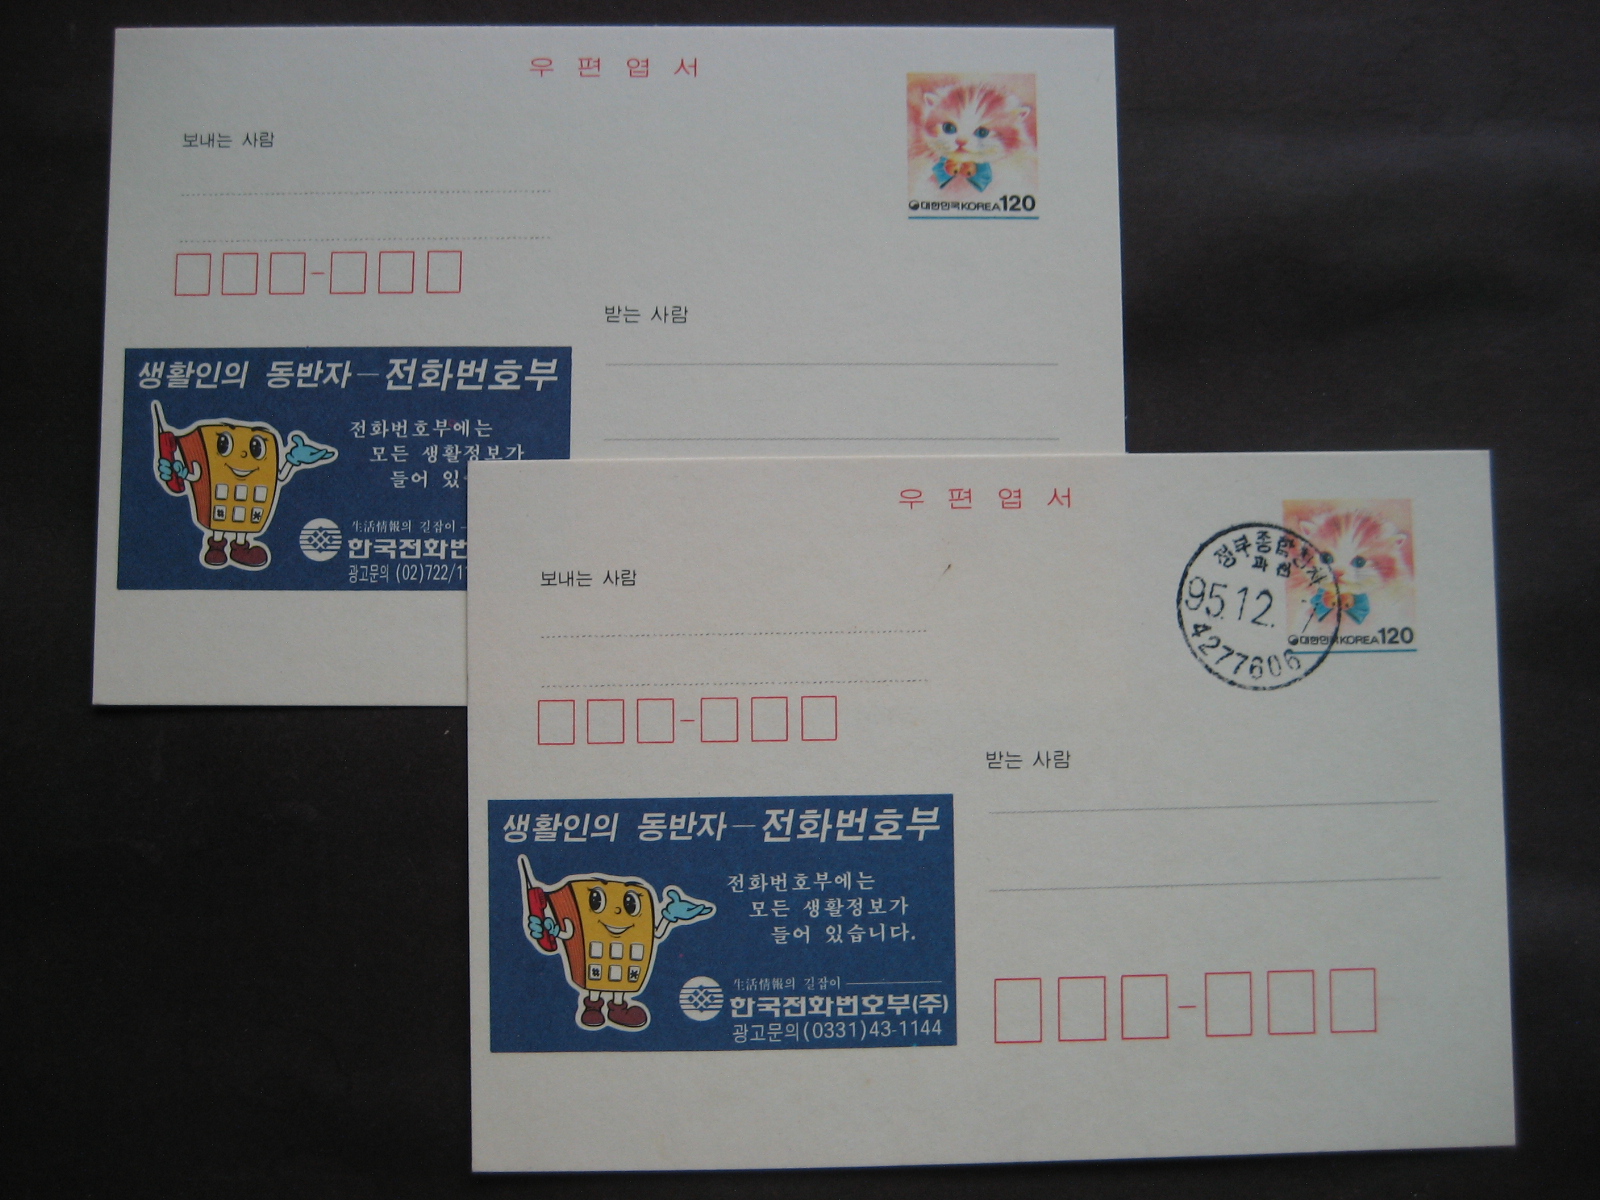 우편엽서
보내는 사람
대한민국 KOREA 120
받는 사람
생활인의 동반자 — 전화번호부
전화번호부에는
모든 생활정보가
들어 있
生活情報의 길잡이
한국전화번
광고문의 (02)722/1
우편엽서
보내는 사람
95.12.
4277606
대한민국 KOREA 120
받는 사람
생활인의 동반자 — 전화번호부
전화번호부에는
모든 생활정보가
들어 있습니다.
生活情報의 길잡이
한국전화번호부(주)
광고문의(0331)43-1144